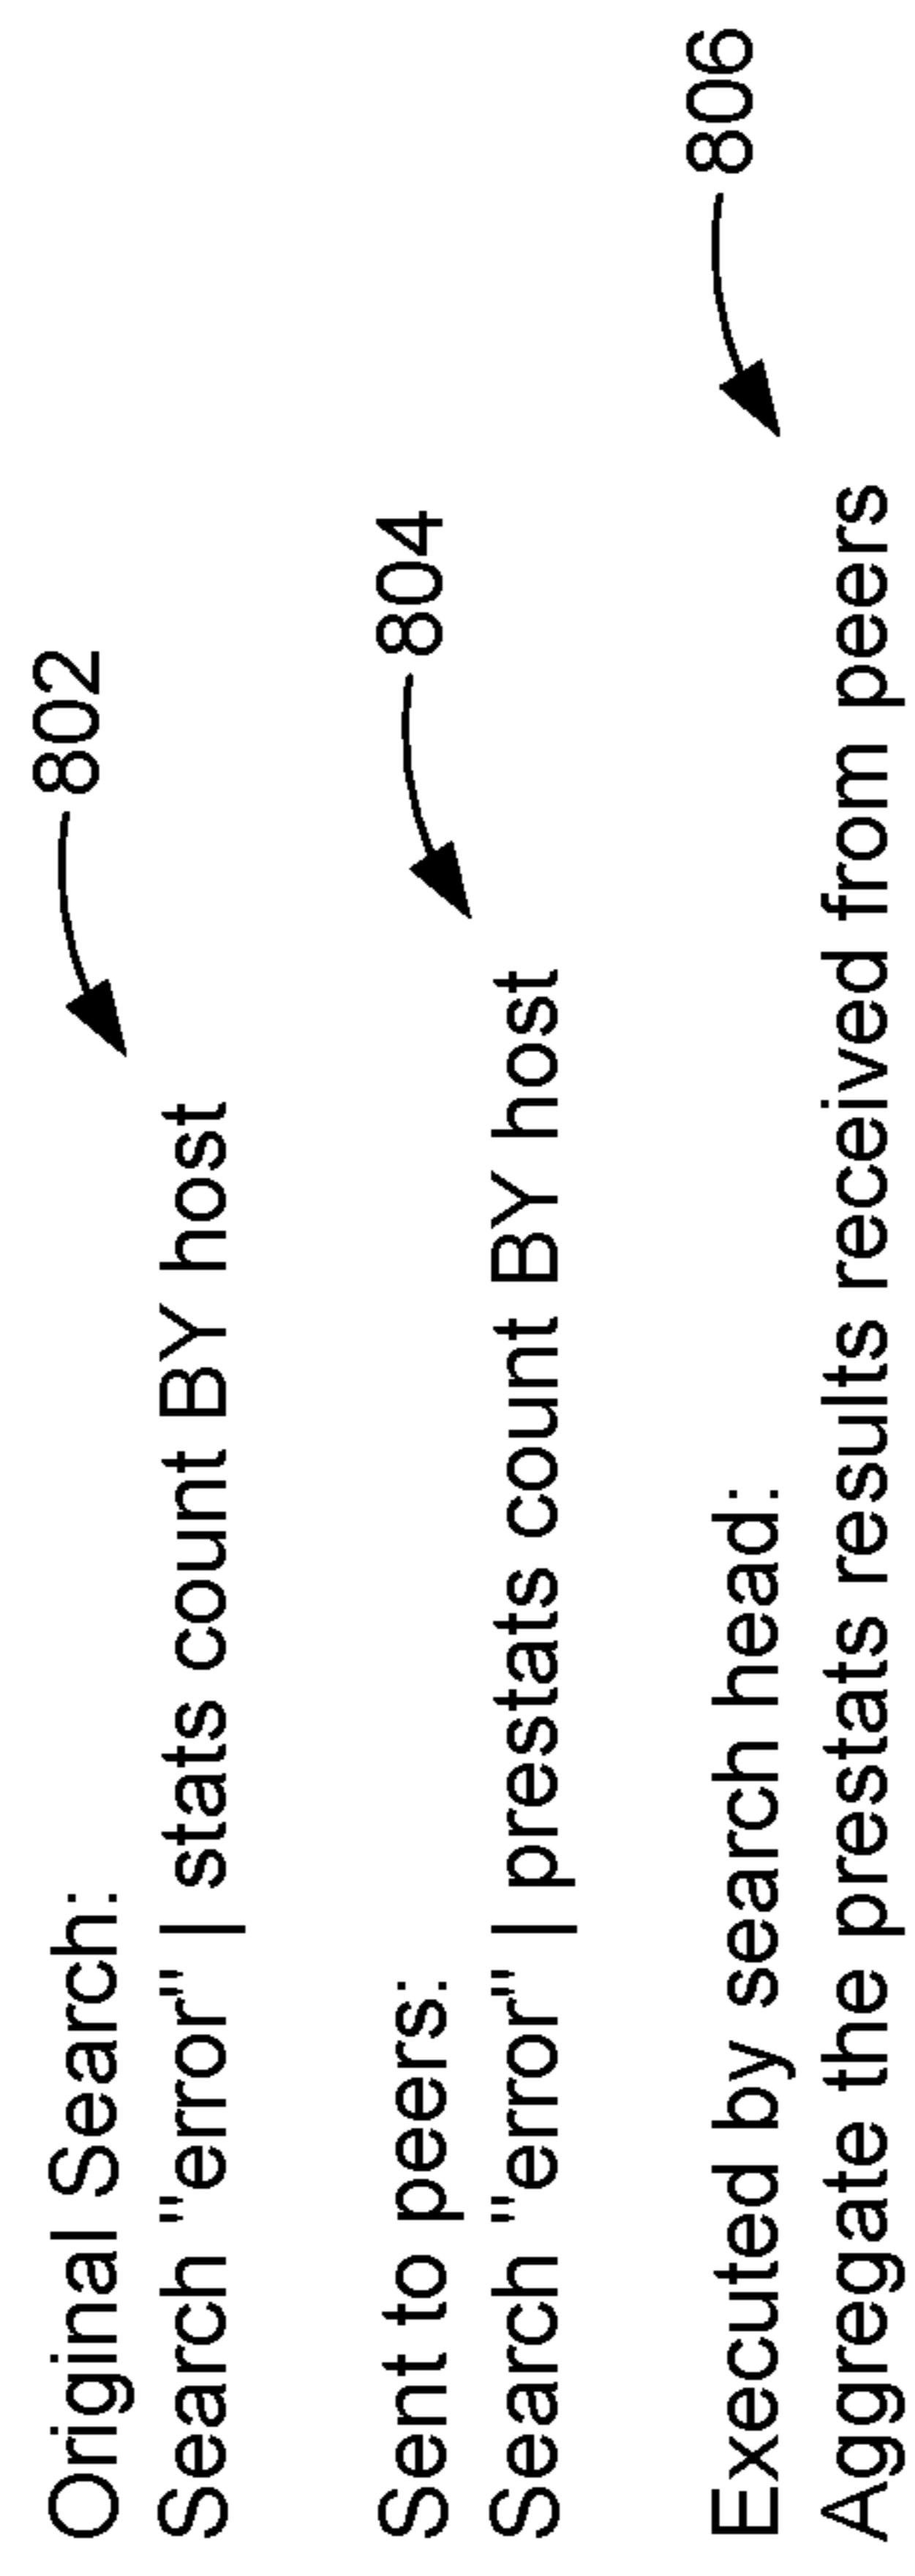 Original Search: 802
Search "error" | stats count BY host
Sent to peers: 804
Search "error" | prestats count BY host
Executed by search head: 806
Aggregate the prestats results received from peers